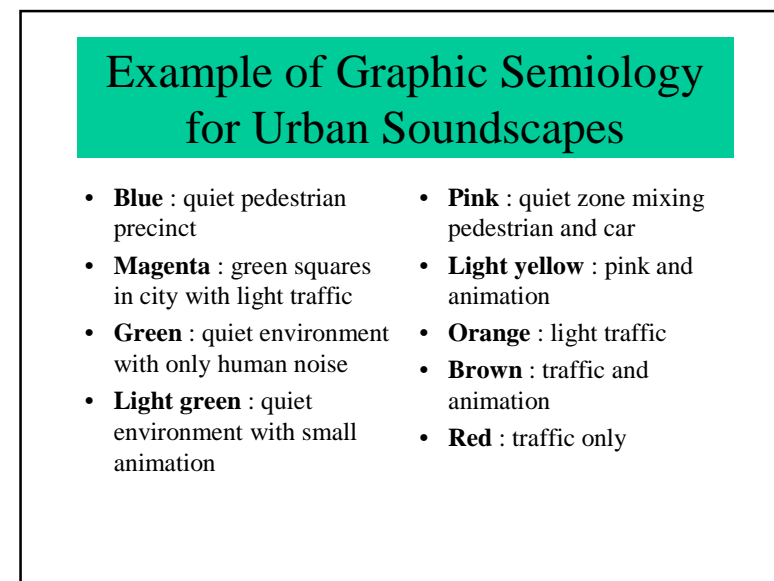 Example of Graphic Semiology
for Urban Soundscapes
• Blue : quiet pedestrian
precinct
• Magenta : green squares
in city with light traffic
• Green : quiet environment
with only human noise
• Light green : quiet
environment with small
animation
• Pink : quiet zone mixing
pedestrian and car
• Light yellow : pink and
animation
• Orange : light traffic
• Brown : traffic and
animation
• Red : traffic only